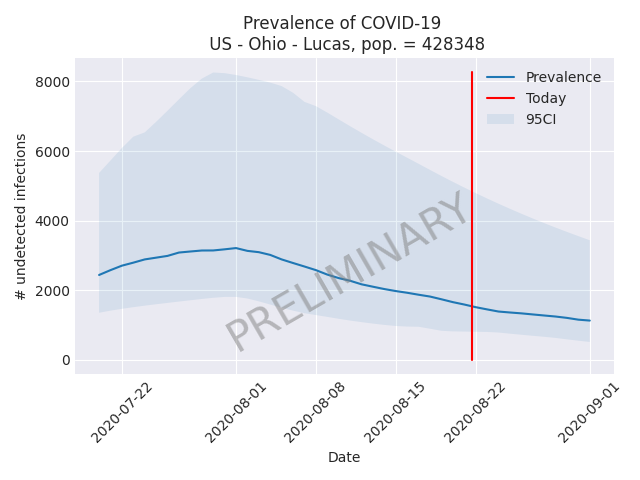 Prevalence of COVID-19
US - Ohio - Lucas, pop. = 428348
# undetected infections
8000
6000
4000
2000
0
Prevalence
Today
95CI
PRELIMINARY
2020-07-22
2020-08-01
2020-08-08
2020-08-15
2020-08-22
2020-09-01
Date